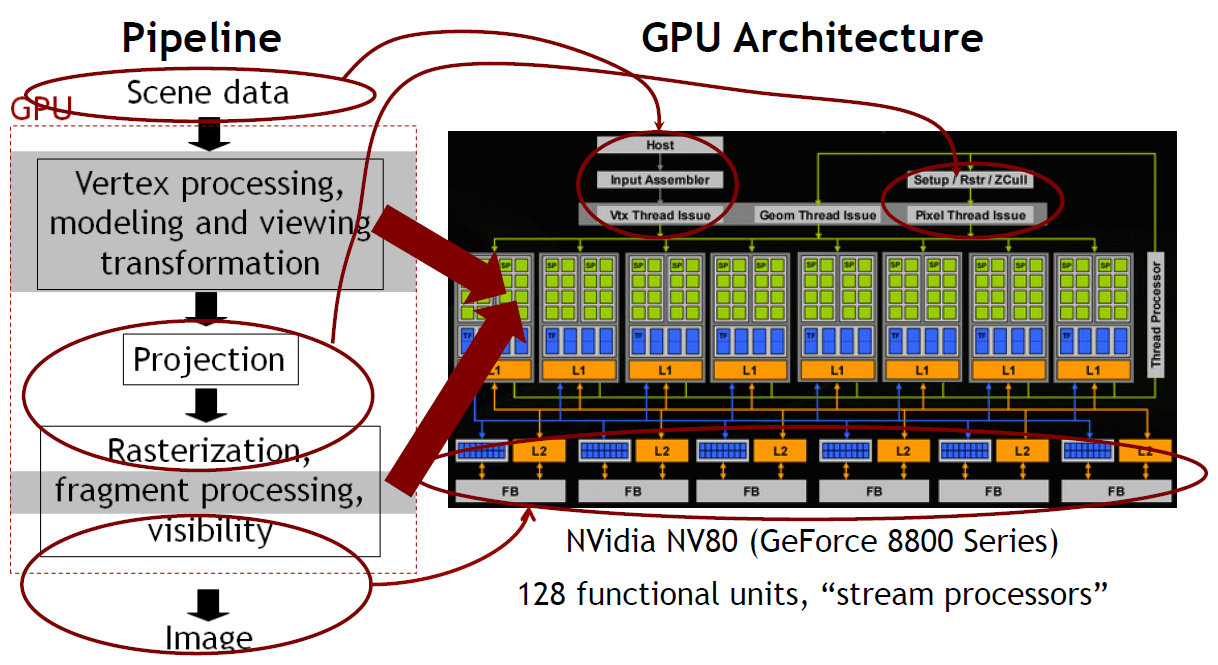 Pipeline
GPU Architecture
Scene data
GPU
Vertex processing,
modeling and viewing
transformation
Projection
Rasterization,
fragment processing,
visibility
Image
Host
Input Assembler
Setup / Rstr / ZCull
Vtx Thread Issue
Geom Thread Issue
Pixel Thread Issue
SP SP SP SP SP SP SP SP SP SP SP SP SP SP SP
Thread Processor
TF TF TF TF TF TF TF
L1 L1 L1 L1 L1 L1 L1 L1
L2 L2 L2 L2 L2 L2
FB FB FB FB FB FB
NVidia NV80 (GeForce 8800 Series)
128 functional units, “stream processors”